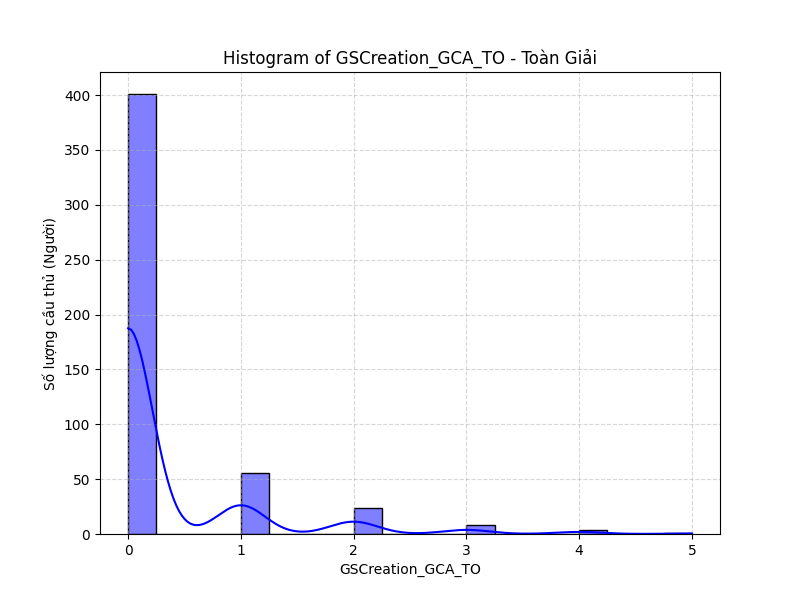 Histogram of GSCreation_GCA_TO - Toàn Giải
400
350
300
250
200
150
100
50
0
Số lượng cầu thủ (Người)
0 1 2 3 4 5
GSCreation_GCA_TO